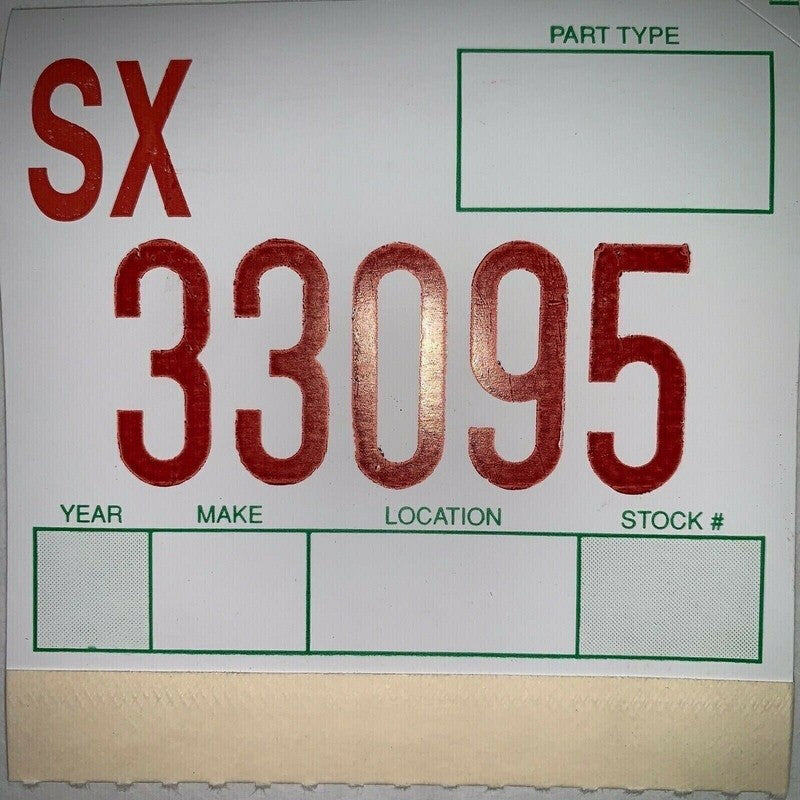 PART TYPE
SX
33095
YEAR MAKE LOCATION STOCK #